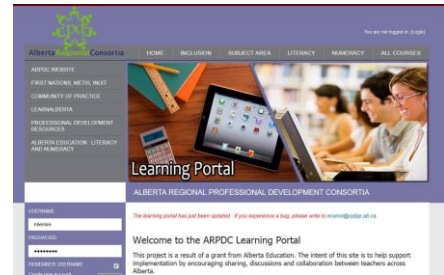 You are not logged in. (Login)
Alberta Regional Consortia
HOME
INCLUSION
SUBJECT AREA
LITERACY
NUMERACY
ALL COURSES
ARPDC WEBSITE
FIRST NATIONS, METIS, INUIT
COMMUNITY OF PRACTICE
LEARNALBERTA
PROFESSIONAL DEVELOPMENT
RESOURCES
ALBERTA EDUCATION : LITERACY
AND NUMERACY
Learning Portal
ALBERTA REGIONAL PROFESSIONAL DEVELOPMENT CONSORTIA
USERNAME
PASSWORD
REMEMBER USERNAME
The learning portal has just been updated. If you experience a bug, please write to
Welcome to the ARPDC Learning Portal
This project is a result of a grant from Alberta Education. The intent of this site is to help support
implementation by encouraging sharing, discussions and collaboration between teachers across
Alberta.